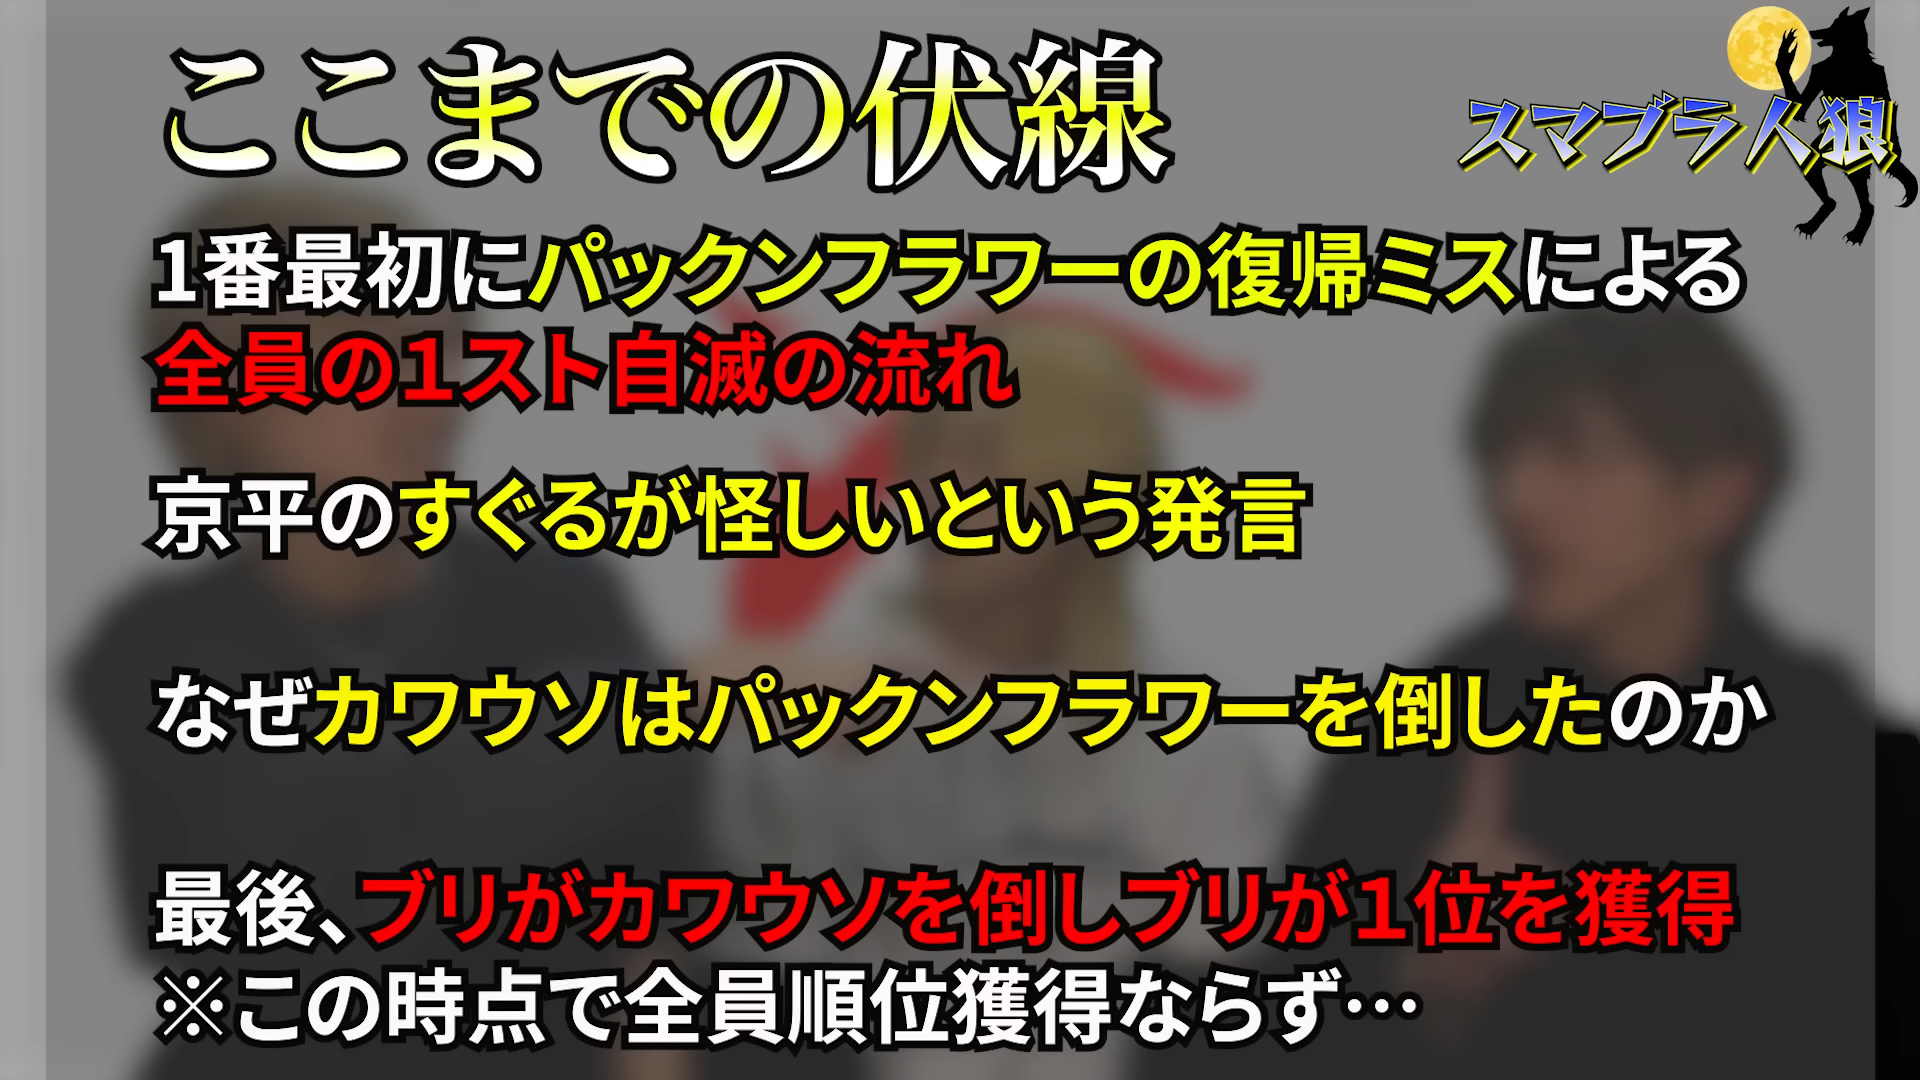 ここまでの伏線
スマブラ人狼
1番最初にパックンフラワーの復帰ミスによる
全員の1スト自滅の流れ
京平のすぐるが怪しいという発言
なぜカワウソはパックンフラワーを倒したのか
最後、ブリがカワウソを倒しブリが1位を獲得
※この時点で全員順位獲得ならず…